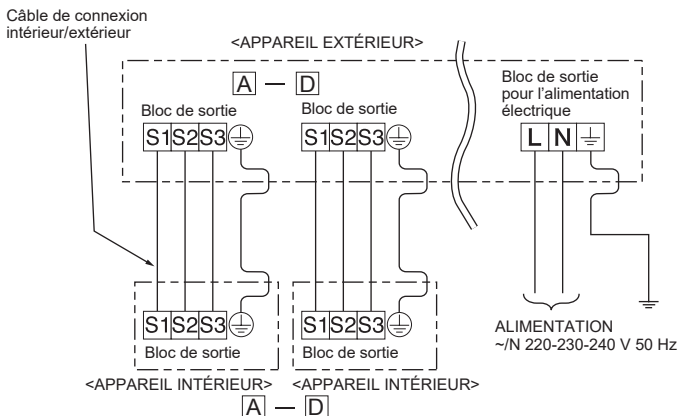 Câble de connexion
intérieur/extérieur
<APPAREIL EXTÉRIEUR>
A — D
Bloc de sortie
Bloc de sortie
Bloc de sortie
pour l'alimentation
électrique
S1 S2 S3
S1 S2 S3
L N
S1 S2 S3
S1 S2 S3
Bloc de sortie
Bloc de sortie
ALIMENTATION
~/N 220-230-240 V 50 Hz
<APPAREIL INTÉRIEUR>
<APPAREIL INTÉRIEUR>
A — D